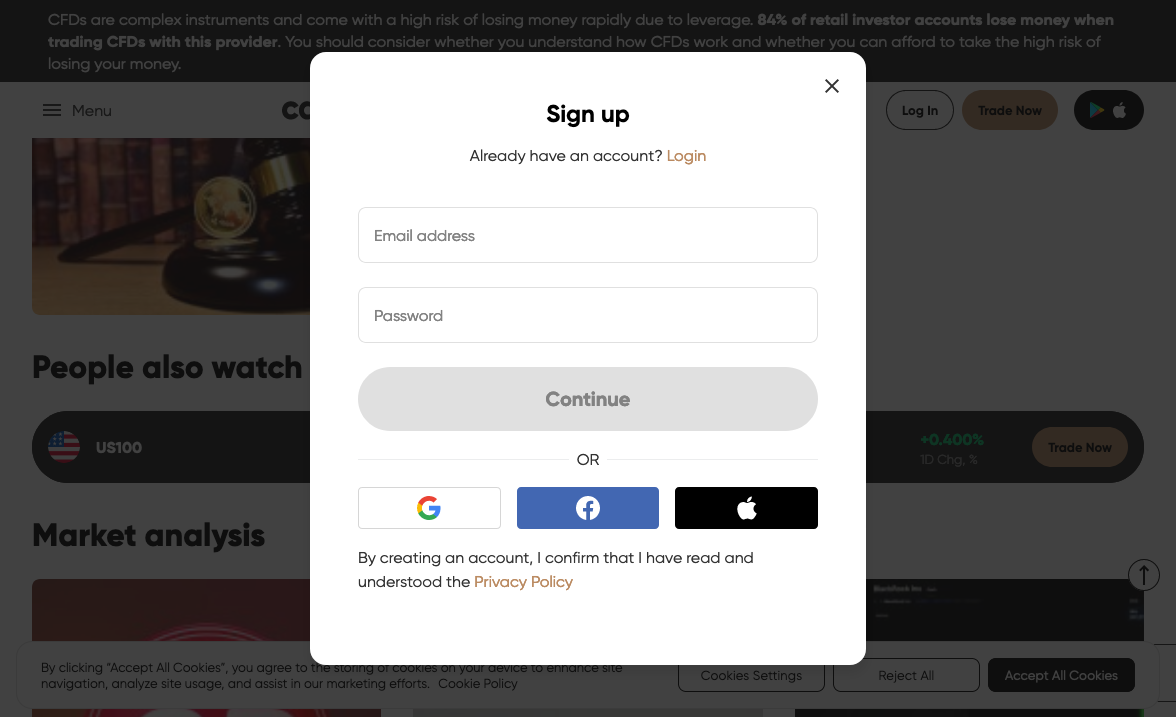 CFDs are complex instruments and come with a high risk of losing money rapidly due to leverage. 84% of retail investor accounts lose money when
trading CFDs with this provider. You should consider whether you understand how CFDs work and whether you can afford to take the high risk of
losing your money.
Menu
Log In
Trade Now
Sign up
Already have an account? Login
Email address
Password
Continue
OR
By creating an account, I confirm that I have read and
understood the Privacy Policy
People also watch
US100
+0.400%
1D Chg, %
Trade Now
Market analysis
By clicking “Accept All Cookies”, you agree to the storing of cookies on your device to enhance site
navigation, analyze site usage, and assist in our marketing efforts. Cookie Policy
Cookies Settings
Reject All
Accept All Cookies